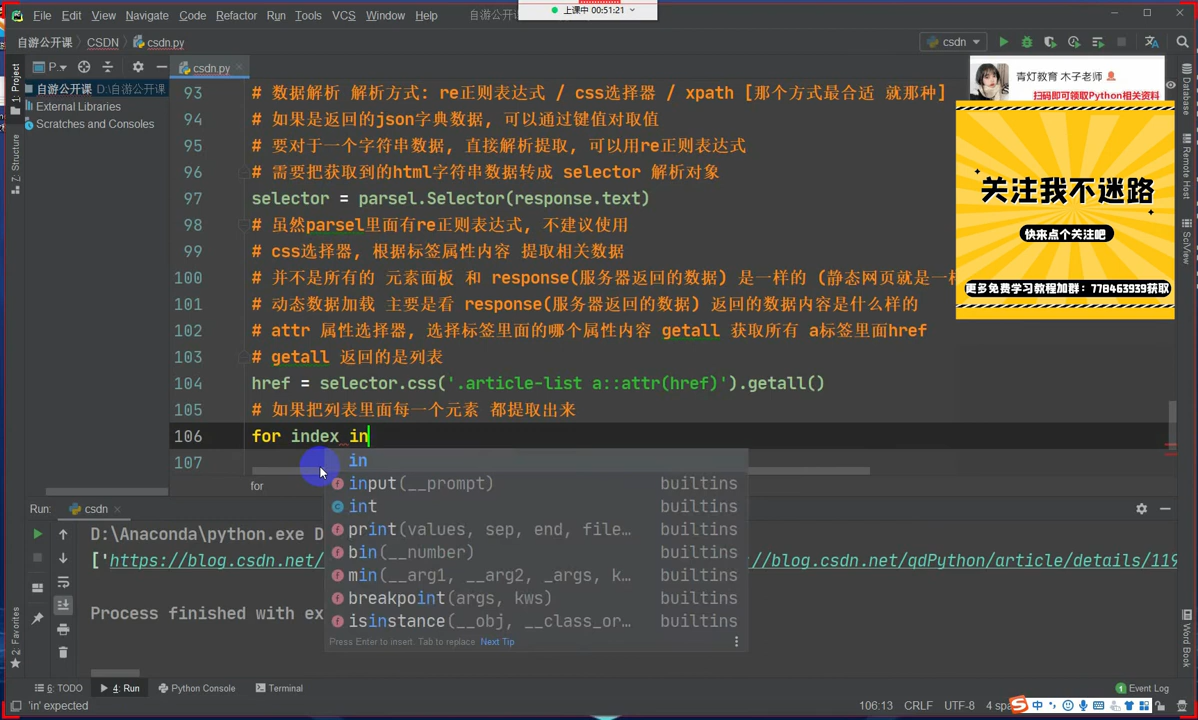 File Edit View Navigate Code Refactor Run Tools VCS Window Help 自游公开
上课中 00:51:21
自游公开课 CSDN csdn.py
csdn
P...
csdn.py
青灯教育 木子老师
扫码即可领取Python相关资料
自游公开课 D:\自游公开课
External Libraries
Scratches and Consoles
1: Project
7: Structure
2: Favorites
Database
Remote Host
SciView
Word Book
93 # 数据解析 解析方式: re正则表达式 / css选择器 / xpath [那个方式最合适 就那种]
94 # 如果是返回的json字典数据, 可以通过键值对取值
95 # 要对于一个字符串数据, 直接解析提取, 可以用re正则表达式
96 # 需要把获取到的html字符串数据转成 selector 解析对象
97 selector = parsel.Selector(response.text)
98 # 虽然parsel里面有re正则表达式, 不建议使用
99 # css选择器, 根据标签属性内容 提取相关数据
100 # 并不是所有的 元素面板 和 response(服务器返回的数据) 是一样的 (静态网页就是一样
101 # 动态数据加载 主要是看 response(服务器返回的数据) 返回的数据内容是什么样的
102 # attr 属性选择器, 选择标签里面的哪个属性内容 getall 获取所有 a标签里面href
103 # getall 返回的是列表
104 href = selector.css('.article-list a::attr(href)').getall()
105 # 如果把列表里面每一个元素 都提取出来
106 for index in
107
关注我不迷路
快来点个关注吧
更多免费学习教程加群: 778463939获取
in
input(__prompt) builtins
int builtins
print(values, sep, end, file... builtins
bin(__number) builtins
min(__arg1, __arg2, _args, k... builtins
breakpoint(args, kws) builtins
isinstance(__obj, __class_or... builtins
Press Enter to insert. Tab to replace Next Tip
for
Run: csdn
D:\Anaconda\python.exe D
['https://blog.csdn.net/ //blog.csdn.net/qdPython/article/details/119
Process finished with ex
6: TODO 4: Run Python Console Terminal Event Log
'in' expected 106:13 CRLF UTF-8 4 spa 中